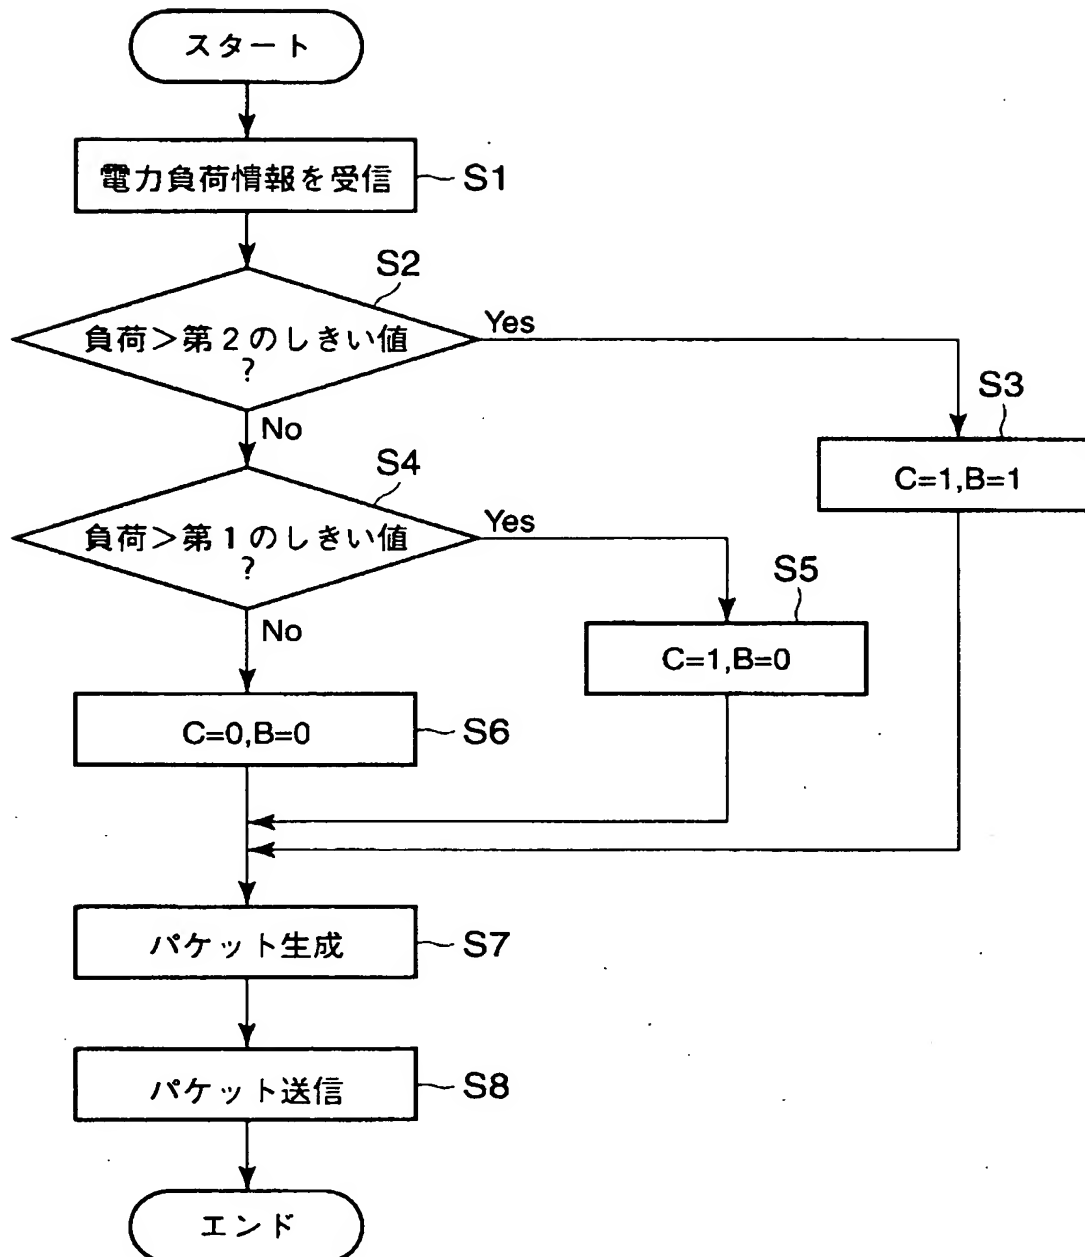 スタート
電力負荷情報を受信
S1
S2
負荷>第2のしきい値
?
Yes
No
S3
C=1,B=1
S4
負荷>第1のしきい値
?
Yes
No
S5
C=1,B=0
C=0,B=0
S6
パケット生成
S7
パケット送信
S8
エンド